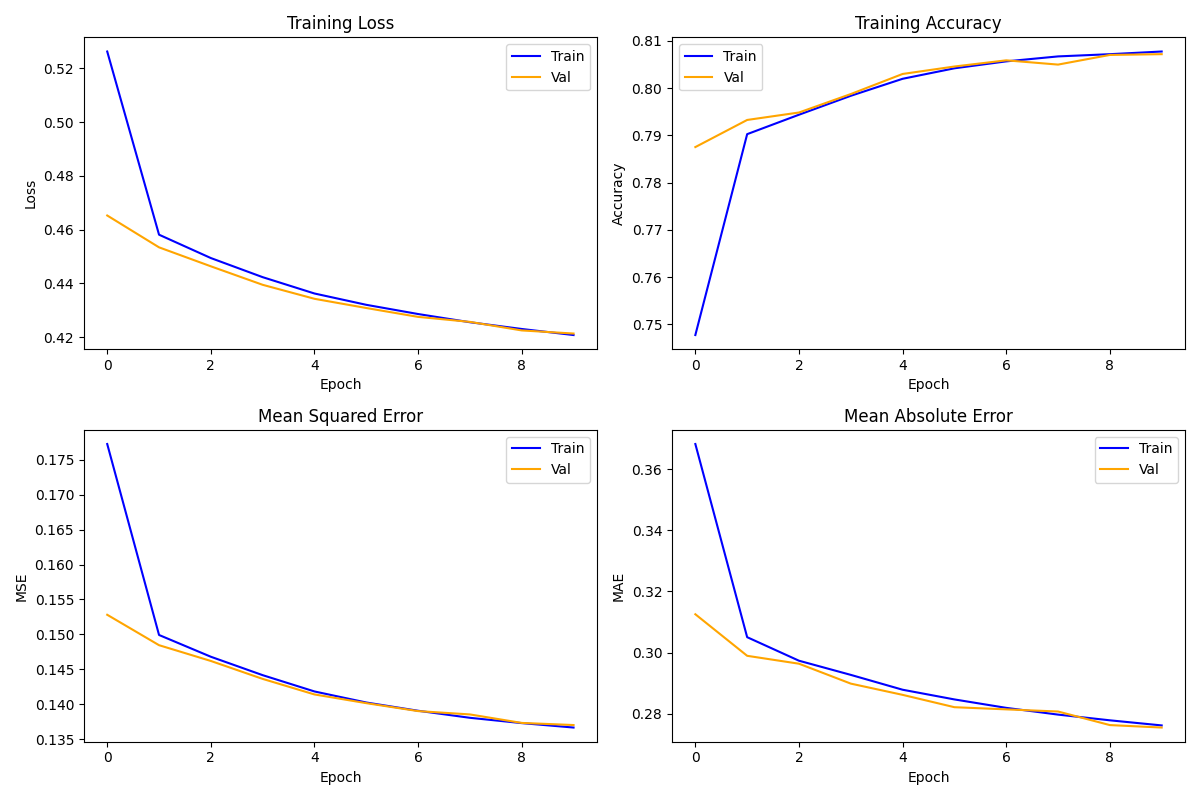 Training Loss
0.52
0.50
0.48
0.46
0.44
0.42
Loss
0 2 4 6 8
Epoch
Train
Val
Training Accuracy
0.81
0.80
0.79
0.78
0.77
0.76
0.75
Accuracy
0 2 4 6 8
Epoch
Train
Val
Mean Squared Error
0.175
0.170
0.165
0.160
0.155
0.150
0.145
0.140
0.135
MSE
0 2 4 6 8
Epoch
Train
Val
Mean Absolute Error
0.36
0.34
0.32
0.30
0.28
MAE
0 2 4 6 8
Epoch
Train
Val